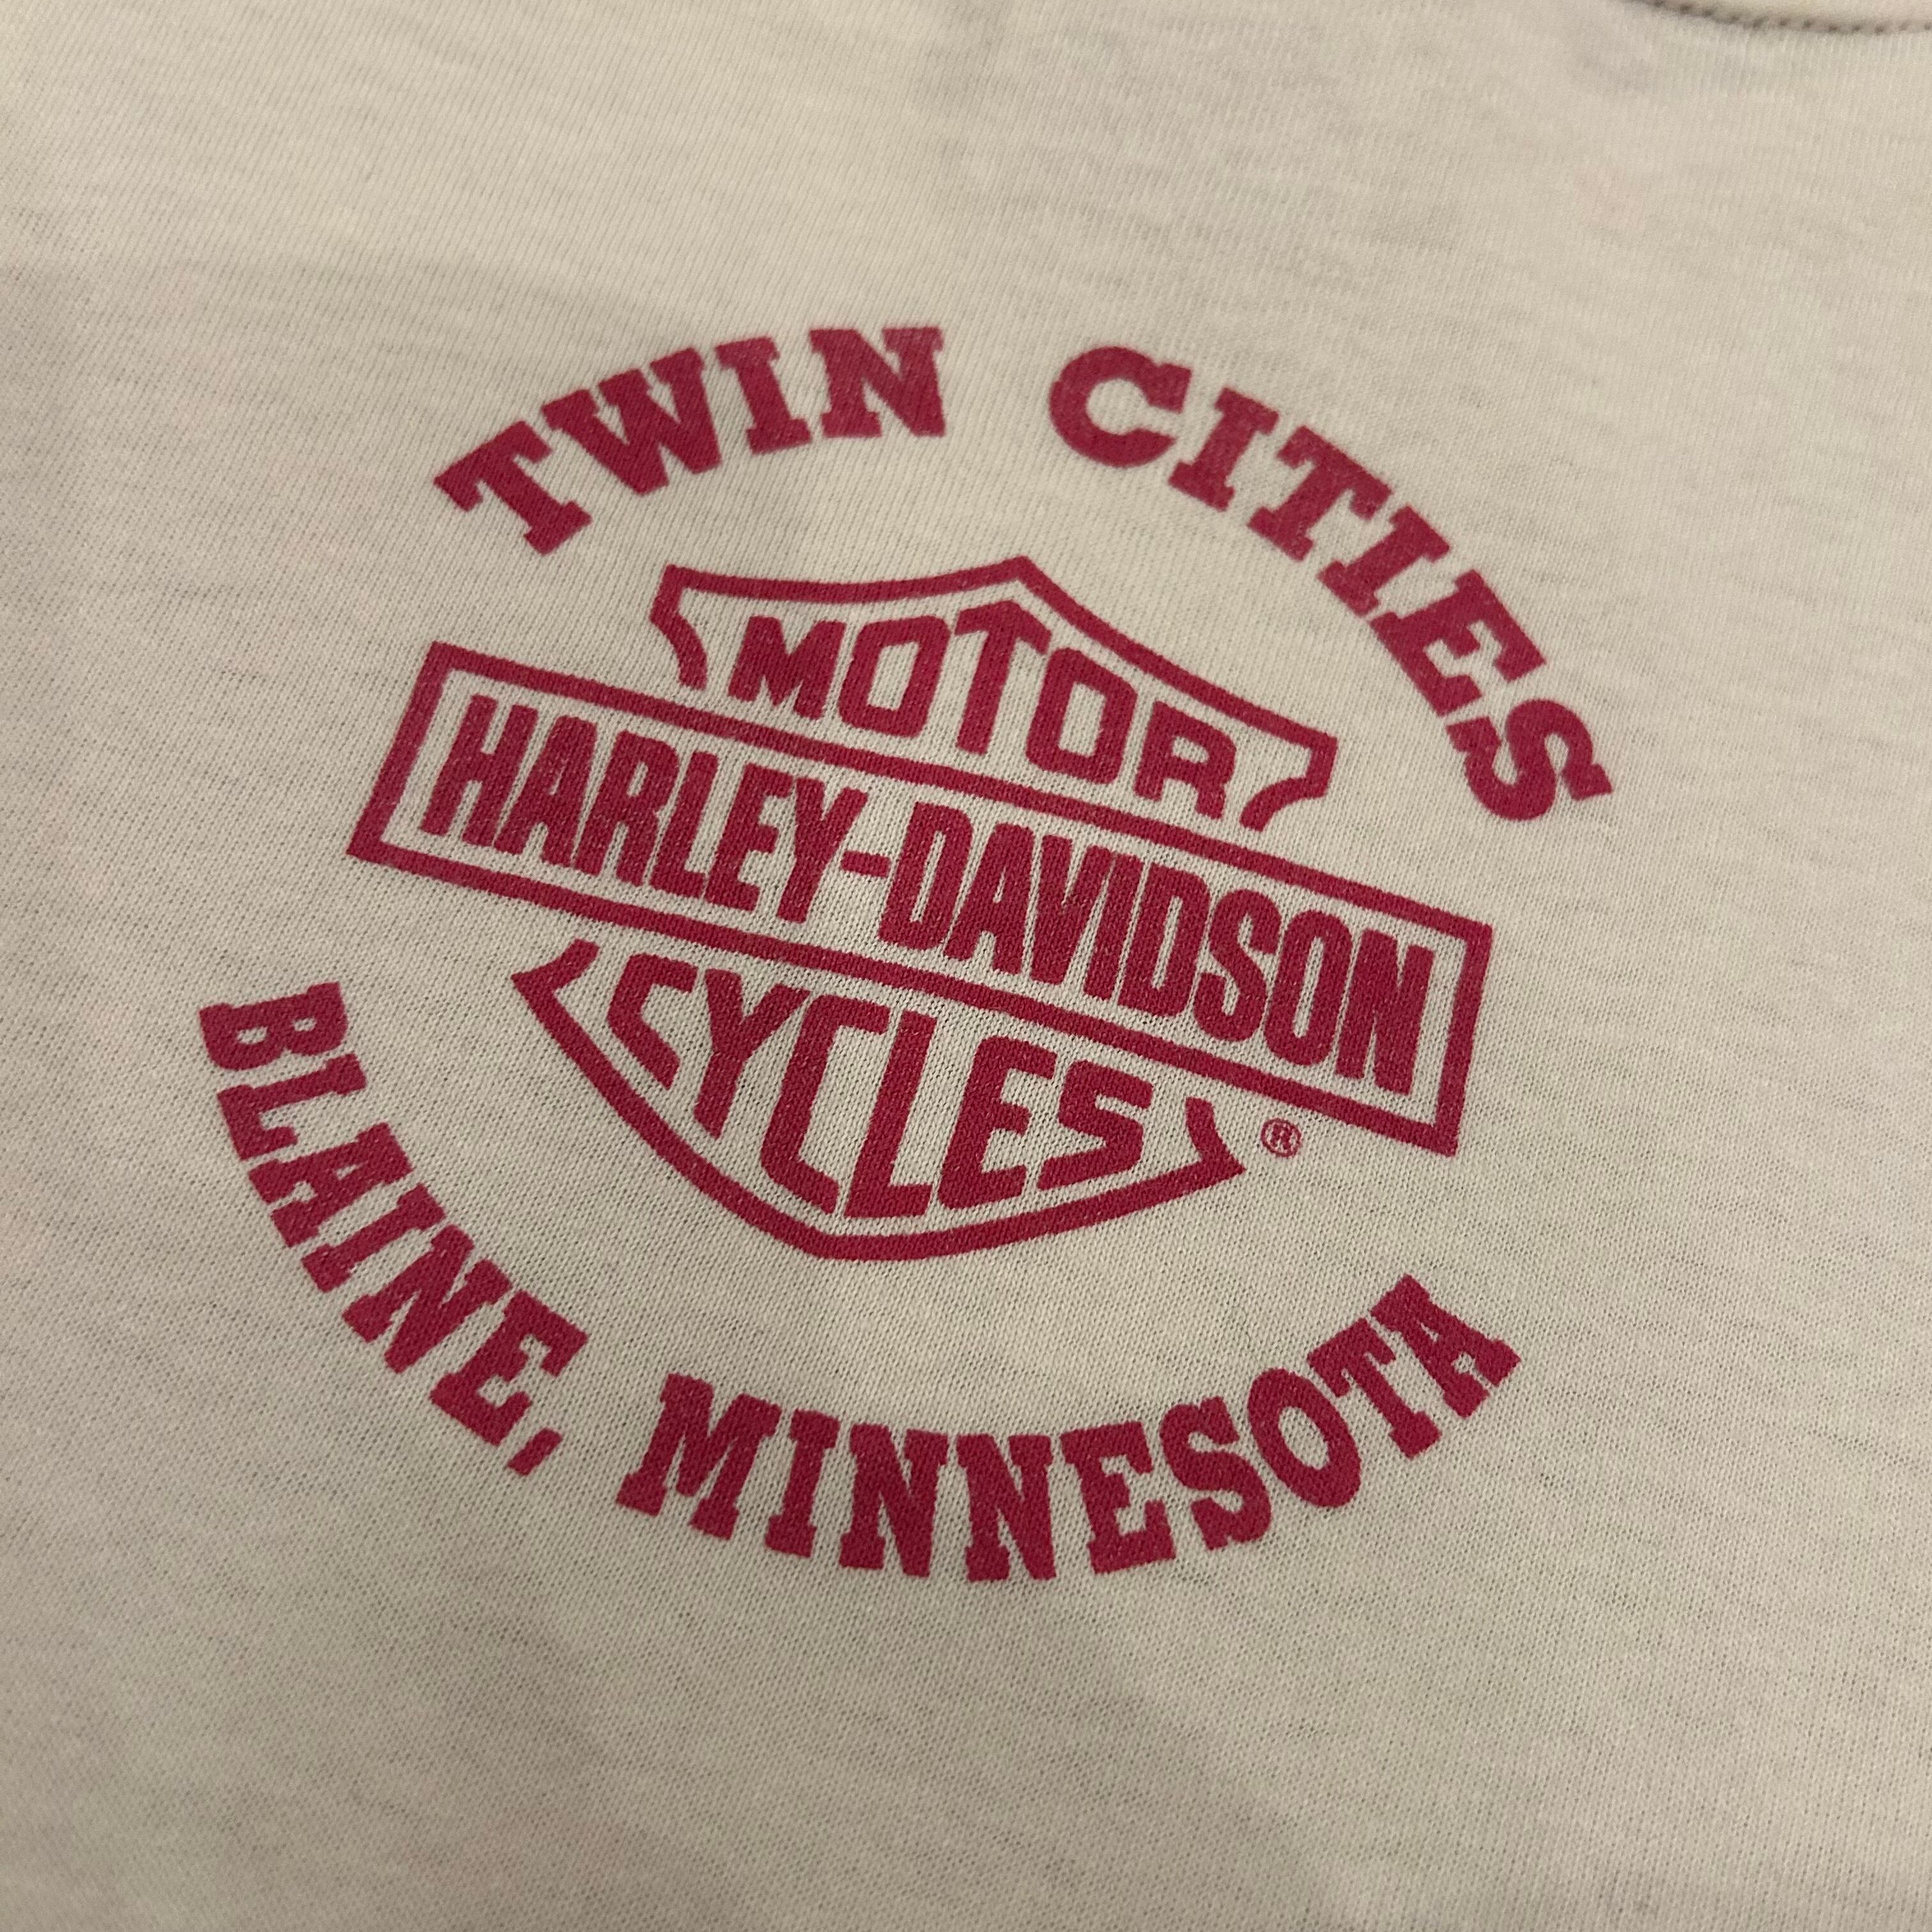 TWIN CITIES
MOTOR
HARLEY-DAVIDSON
CYCLES
®
BLAINE, MINNESOTA